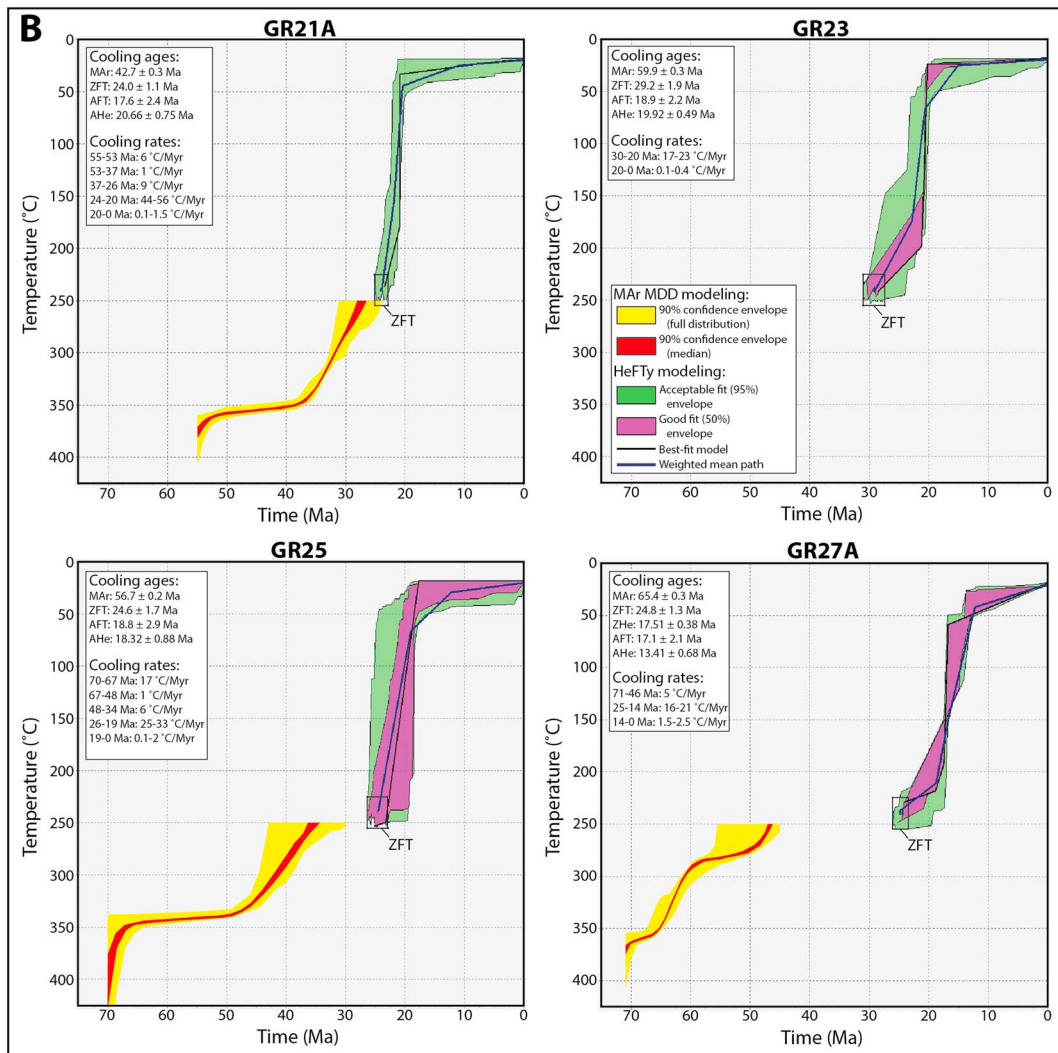 B
GR21A
Cooling ages:
MAr: 42.7 ± 0.3 Ma
ZFT: 24.0 ± 1.1 Ma
AFT: 17.6 ± 2.4 Ma
AHe: 20.66 ± 0.75 Ma
Cooling rates:
55-53 Ma: 6 ˚C/Myr
53-37 Ma: 1 ˚C/Myr
37-26 Ma: 9 ˚C/Myr
24-20 Ma: 44-56 ˚C/Myr
20-0 Ma: 0.1-1.5 ˚C/Myr
ZFT
0
50
100
150
200
250
300
350
400
Temperature (˚C)
70 60 50 40 30 20 10 0
Time (Ma)
GR23
Cooling ages:
MAr: 59.9 ± 0.3 Ma
ZFT: 29.2 ± 1.9 Ma
AFT: 18.9 ± 2.2 Ma
AHe: 19.92 ± 0.49 Ma
Cooling rates:
30-20 Ma: 17-23 ˚C/Myr
20-0 Ma: 0.1-0.4 ˚C/Myr
ZFT
MAr MDD modeling:
90% confidence envelope
(full distribution)
90% confidence envelope
(median)
HeFTy modeling:
Acceptable fit (95%)
envelope
Good fit (50%)
envelope
Best-fit model
Weighted mean path
0
50
100
150
200
250
300
350
400
Temperature (˚C)
70 60 50 40 30 20 10 0
Time (Ma)
GR25
Cooling ages:
MAr: 56.7 ± 0.2 Ma
ZFT: 24.6 ± 1.7 Ma
AFT: 18.8 ± 2.9 Ma
AHe: 18.32 ± 0.88 Ma
Cooling rates:
70-67 Ma: 17 ˚C/Myr
67-48 Ma: 1 ˚C/Myr
48-34 Ma: 6 ˚C/Myr
26-19 Ma: 25-33 ˚C/Myr
19-0 Ma: 0.1-2 ˚C/Myr
ZFT
0
50
100
150
200
250
300
350
400
Temperature (˚C)
70 60 50 40 30 20 10 0
Time (Ma)
GR27A
Cooling ages:
MAr: 65.4 ± 0.3 Ma
ZFT: 24.8 ± 1.3 Ma
ZHe: 17.51 ± 0.38 Ma
AFT: 17.1 ± 2.1 Ma
AHe: 13.41 ± 0.68 Ma
Cooling rates:
71-46 Ma: 5 ˚C/Myr
25-14 Ma: 16-21 ˚C/Myr
14-0 Ma: 1.5-2.5 ˚C/Myr
ZFT
0
50
100
150
200
250
300
350
400
Temperature (˚C)
70 60 50 40 30 20 10 0
Time (Ma)